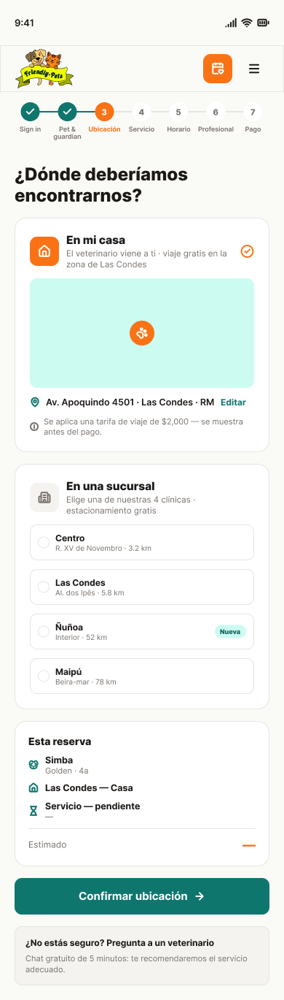 9:41
Friendly-Pets
3
4
5
6
7
Sign in
Pet &
guardian
Ubicación
Servicio
Horario
Profesional
Pago
¿Dónde deberíamos
encontrarnos?
En mi casa
El veterinario viene a ti · viaje gratis en la
zona de Las Condes
Av. Apoquindo 4501 · Las Condes · RM Editar
Se aplica una tarifa de viaje de $2,000 — se muestra
antes del pago.
En una sucursal
Elige una de nuestras 4 clínicas ·
estacionamiento gratis
Centro
R. XV de Novembro · 3.2 km
Las Condes
Al. dos Ipês · 5.8 km
Ñuñoa
Interior · 52 km
Nueva
Maipú
Beira-mar · 78 km
Esta reserva
Simba
Golden · 4a
Las Condes — Casa
Servicio — pendiente
—
Estimado —
Confirmar ubicación →
¿No estás seguro? Pregunta a un veterinario
Chat gratuito de 5 minutos: te recomendaremos el servicio
adecuado.